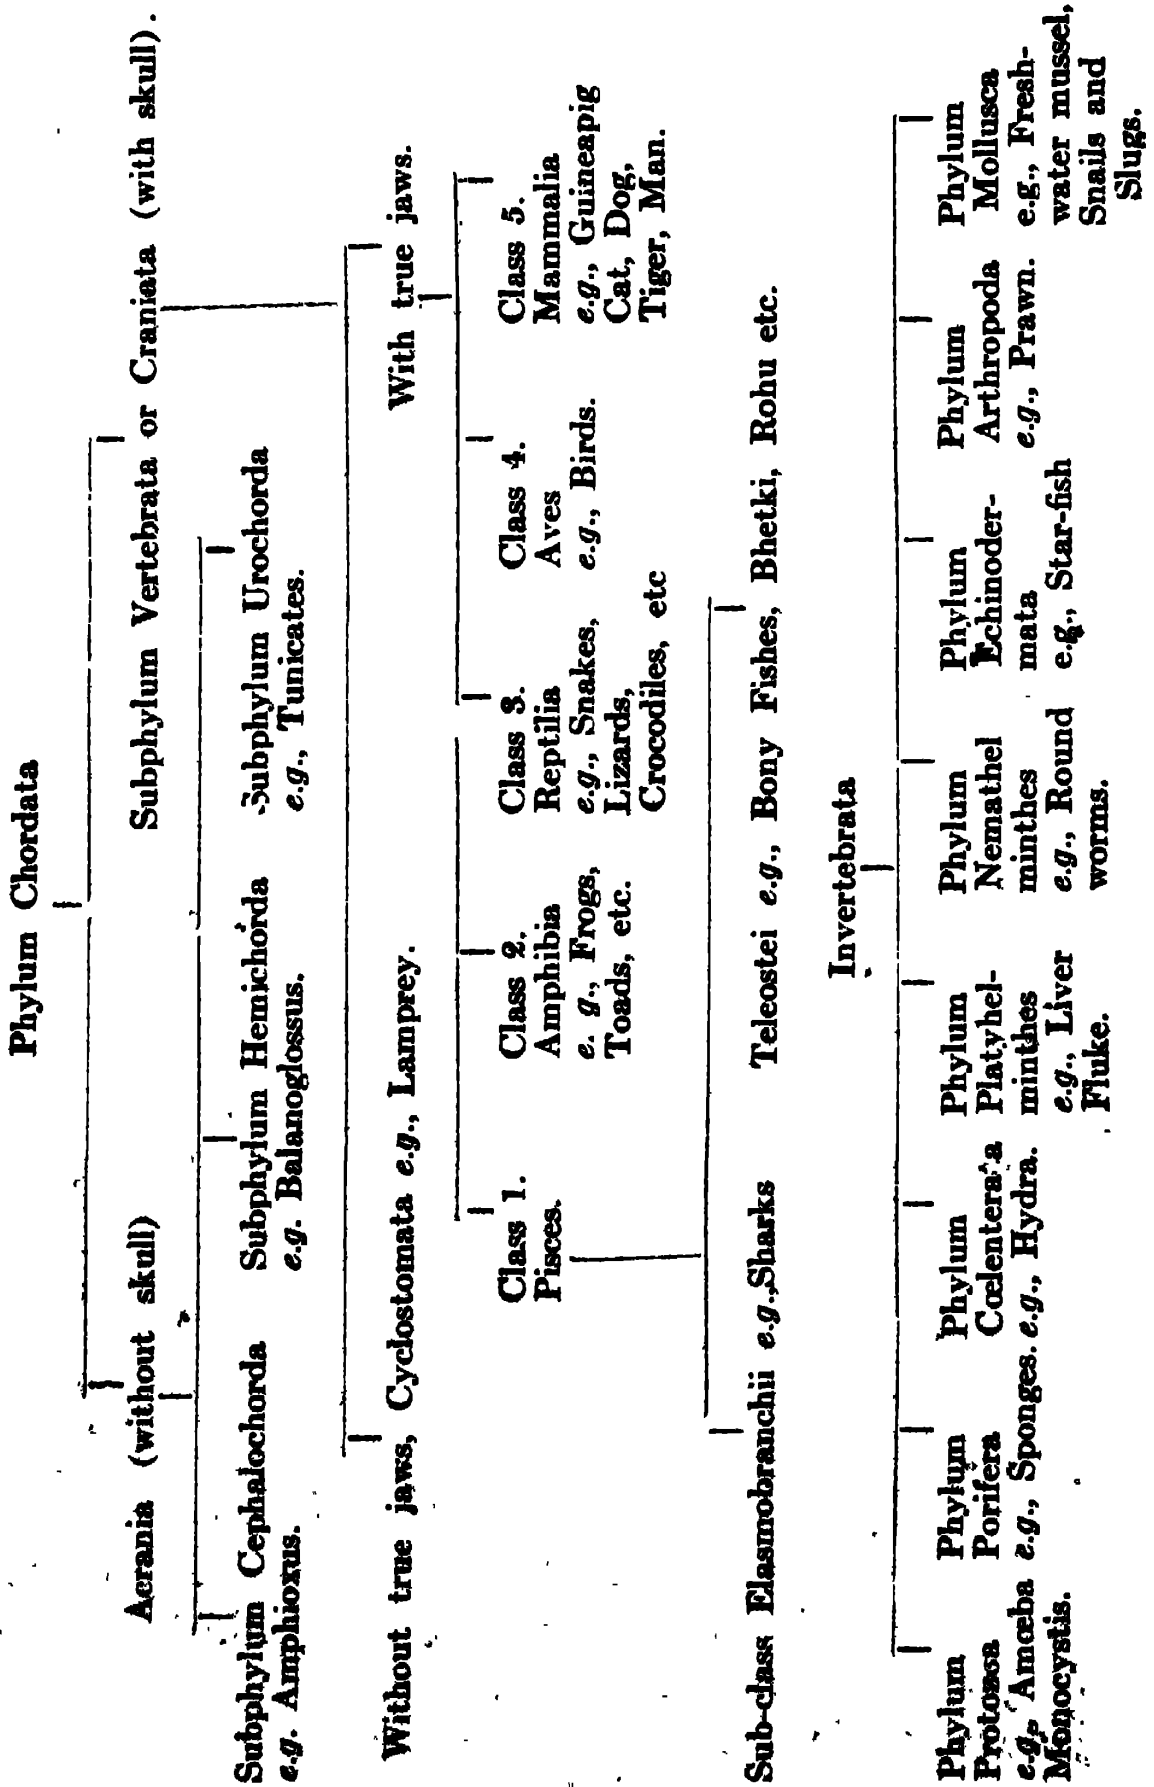 Phylum Chordata
Acrania (without skull)
Subphylum Vertebrata or Craniata (with skull).
Subphylum Cephalochorda
e.g. Amphioxus.
Subphylum Hemichorda
e.g. Balanoglossus.
Subphylum Urochorda
e.g., Tunicates.
Without true jaws, Cyclostomata e.g., Lamprey.
With true jaws.
Class 1.
Pisces.
Class 2.
Amphibia
e. g., Frogs,
Toads, etc.
Class 3.
Reptilia
e.g., Snakes,
Lizards,
Crocodiles, etc
Class 4.
Aves
e.g., Birds.
Class 5.
Mammalia
e.g., Guineapig
Cat, Dog,
Tiger, Man.
Sub-class Elasmobranchii e.g., Sharks
Teleostei e.g., Bony Fishes, Bhetki, Rohu etc.
Invertebrata
Phylum
Protozoa
e.g., Amœba
Monocystis.
Phylum
Porifera
e.g., Sponges.
Phylum
Cœlenterata
e.g., Hydra.
Phylum
Platyhel-
minthes
e.g., Liver
Fluke.
Phylum
Nemathel
minthes
e.g., Round
worms.
Phylum
Echinoder-
mata
e.g., Star-fish
Phylum
Arthropoda
e.g., Prawn.
Phylum
Mollusca
e.g., Fresh-
water mussel,
Snails and
Slugs.